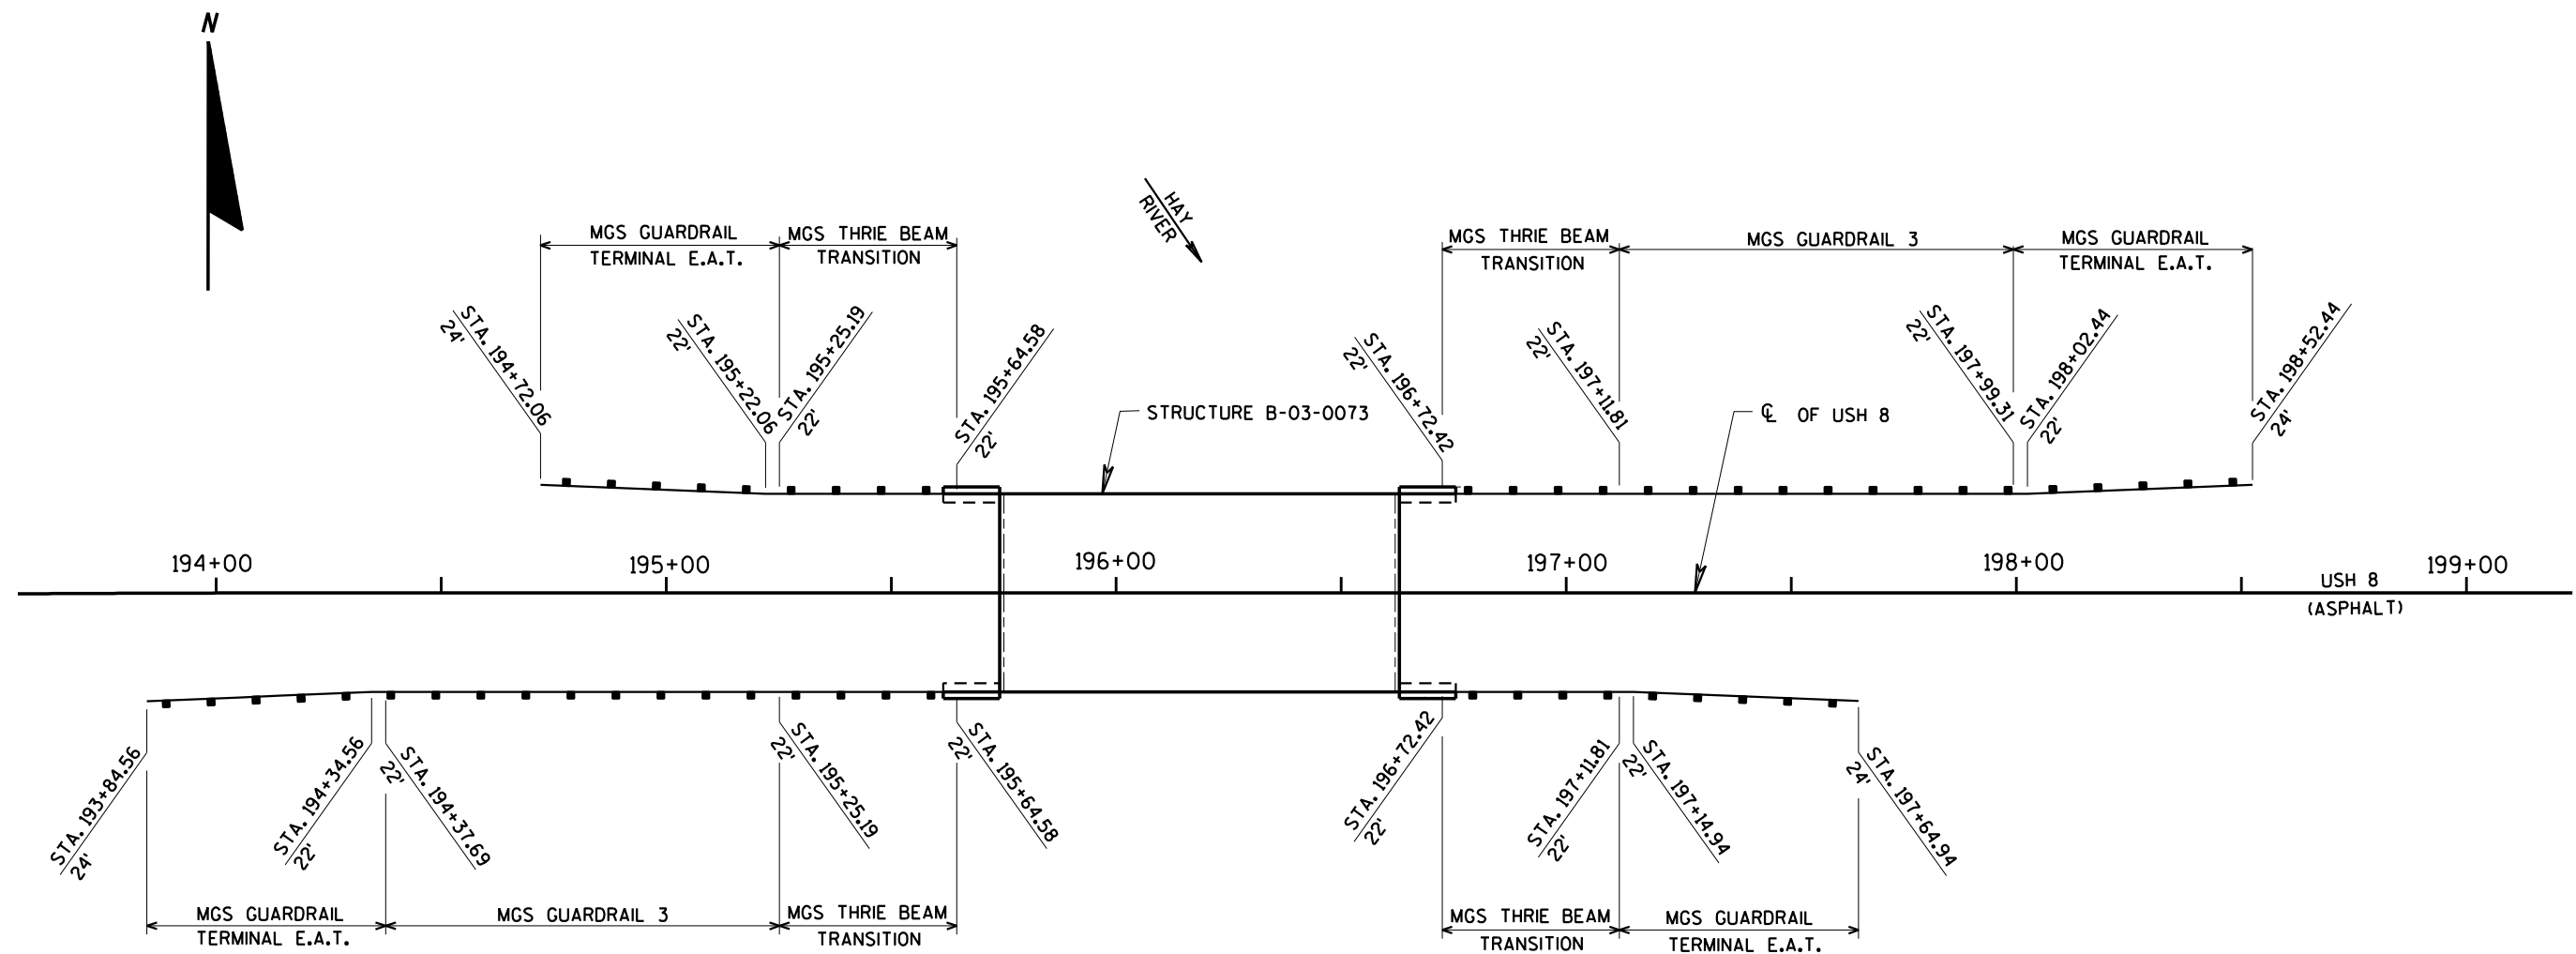 N
MGS GUARDRAIL
TERMINAL E.A.T.
MGS THRIE BEAM
TRANSITION
HAY
RIVER
MGS THRIE BEAM
TRANSITION
MGS GUARDRAIL 3
MGS GUARDRAIL
TERMINAL E.A.T.
STA. 194+72.06
24'
STA. 195+22.06
22'
STA. 195+25.19
22'
STA. 195+64.58
22'
STA. 196+72.42
22'
STA. 197+11.81
22'
STA. 197+99.31
22'
STA. 198+02.44
22'
STA. 198+52.44
24'
STRUCTURE B-03-0073
℄ OF USH 8
194+00
195+00
196+00
197+00
198+00
199+00
USH 8
(ASPHALT)
STA. 193+84.56
24'
STA. 194+34.56
22'
STA. 194+37.69
22'
STA. 195+25.19
22'
STA. 195+64.58
22'
STA. 196+72.42
22'
STA. 197+11.81
22'
STA. 197+14.94
22'
STA. 197+64.94
24'
MGS GUARDRAIL
TERMINAL E.A.T.
MGS GUARDRAIL 3
MGS THRIE BEAM
TRANSITION
MGS THRIE BEAM
TRANSITION
MGS GUARDRAIL
TERMINAL E.A.T.